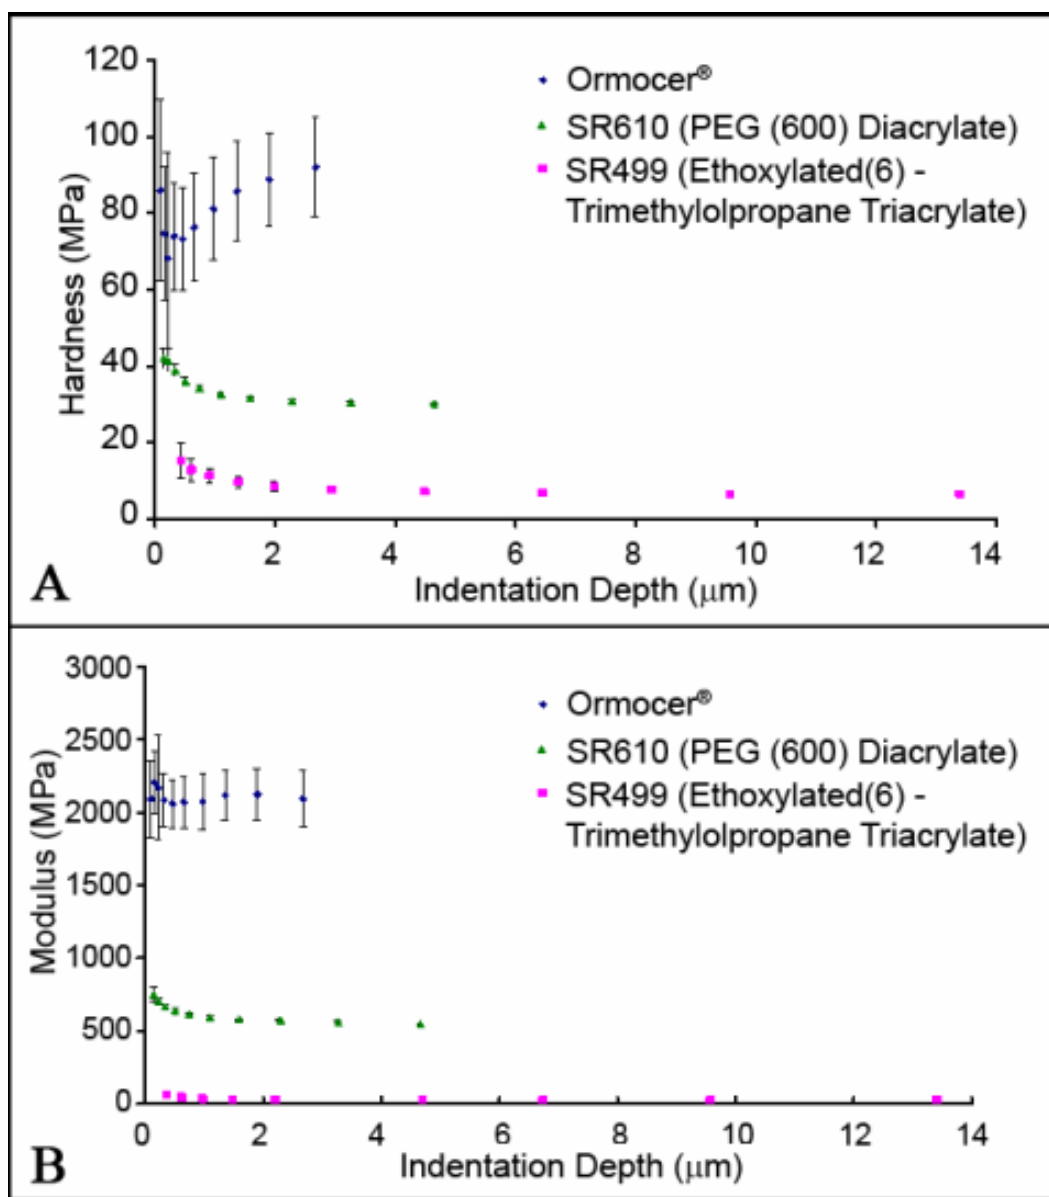 120
100
80
60
40
20
0
Hardness (MPa)
Ormocer®
SR610 (PEG (600) Diacrylate)
SR499 (Ethoxylated(6) -
Trimethylolpropane Triacrylate)
0 2 4 6 8 10 12 14
Indentation Depth (μm)
A
3000
2500
2000
1500
1000
500
0
Modulus (MPa)
Ormocer®
SR610 (PEG (600) Diacrylate)
SR499 (Ethoxylated(6) -
Trimethylolpropane Triacrylate)
0 2 4 6 8 10 12 14
Indentation Depth (μm)
B